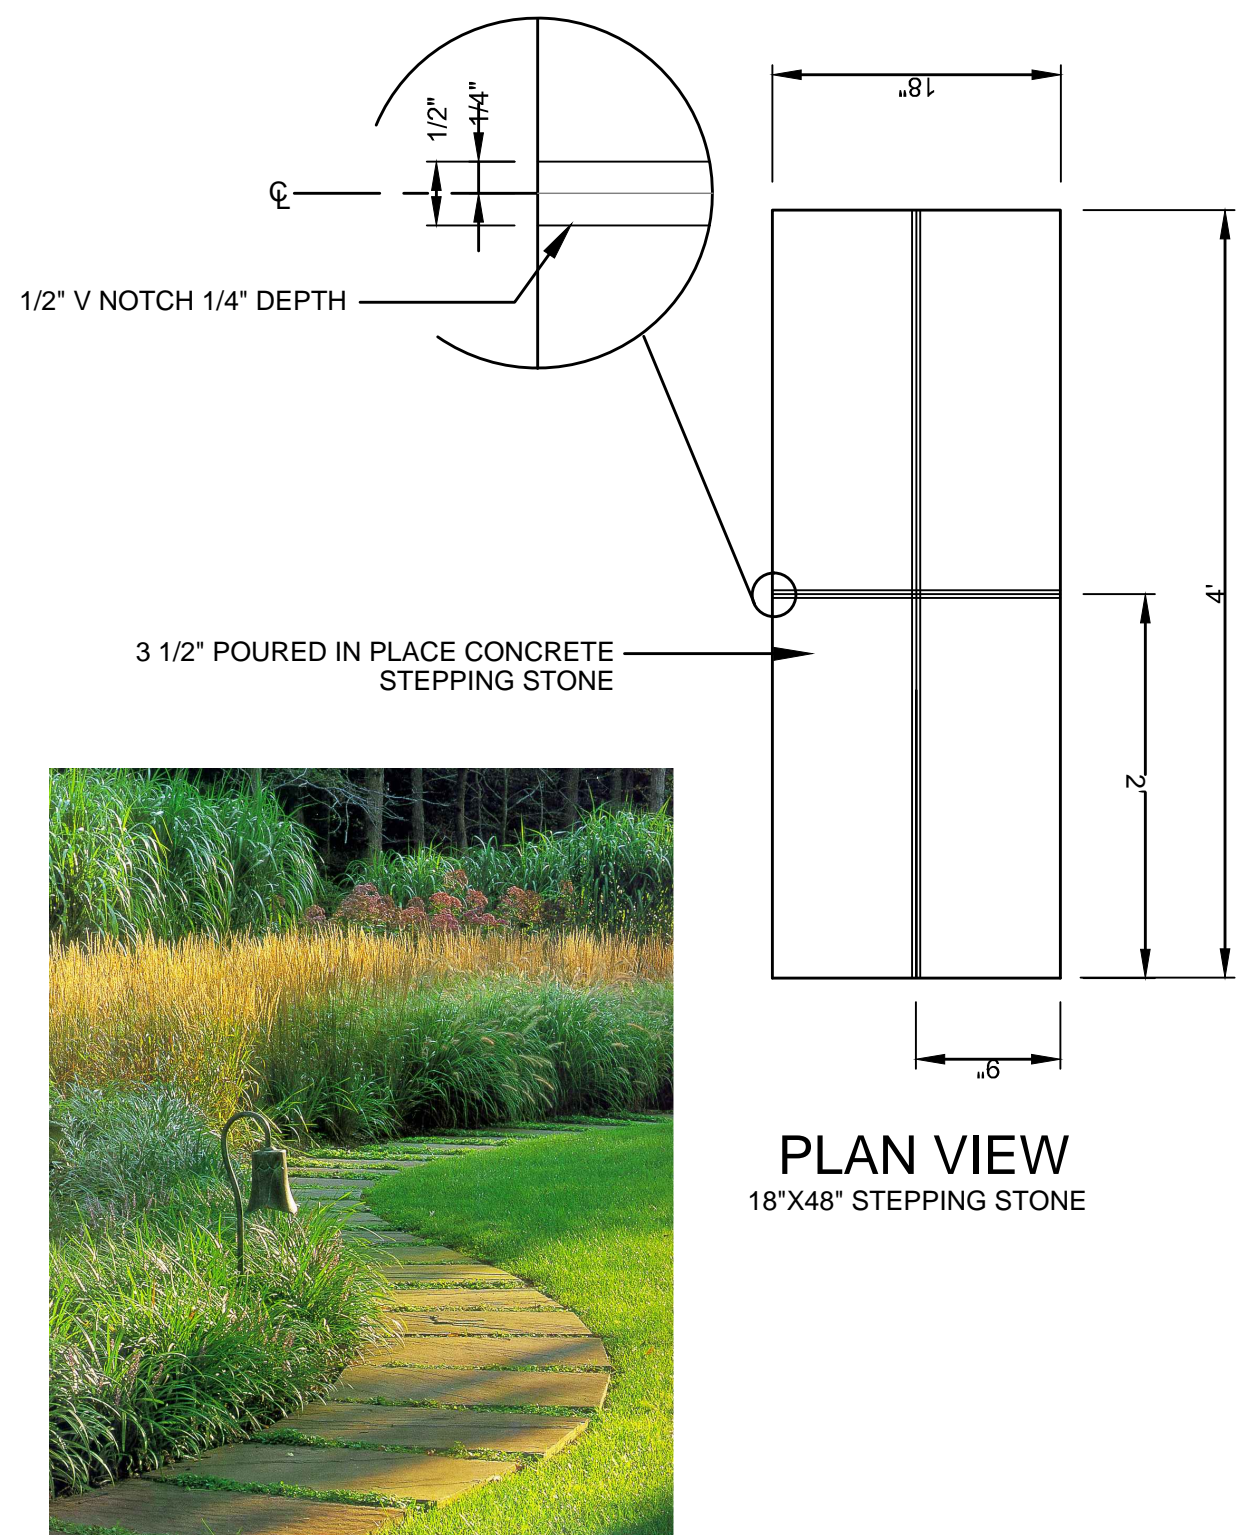 1/2"
1/4"
18"
℄
1/2" V NOTCH 1/4" DEPTH
4'
3 1/2" POURED IN PLACE CONCRETE
STEPPING STONE
2'
9"
PLAN VIEW
18"X48" STEPPING STONE